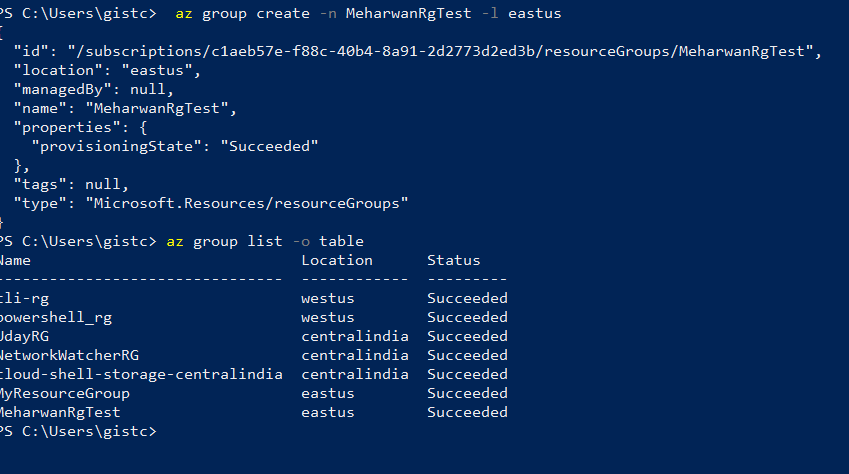 PS C:\Users\gistc>  az group create -n MeharwanRgTest -l eastus
{
  "id": "/subscriptions/c1aeb57e-f88c-40b4-8a91-2d2773d2ed3b/resourceGroups/MeharwanRgTest",
  "location": "eastus",
  "managedBy": null,
  "name": "MeharwanRgTest",
  "properties": {
    "provisioningState": "Succeeded"
  },
  "tags": null,
  "type": "Microsoft.Resources/resourceGroups"
}
PS C:\Users\gistc> az group list -o table
Name                               Location      Status
---------------------------------  ------------  ---------
cli-rg                             westus        Succeeded
powershell_rg                      westus        Succeeded
UdayRG                             centralindia  Succeeded
NetworkWatcherRG                   centralindia  Succeeded
cloud-shell-storage-centralindia   centralindia  Succeeded
MyResourceGroup                    eastus        Succeeded
MeharwanRgTest                     eastus        Succeeded
PS C:\Users\gistc>